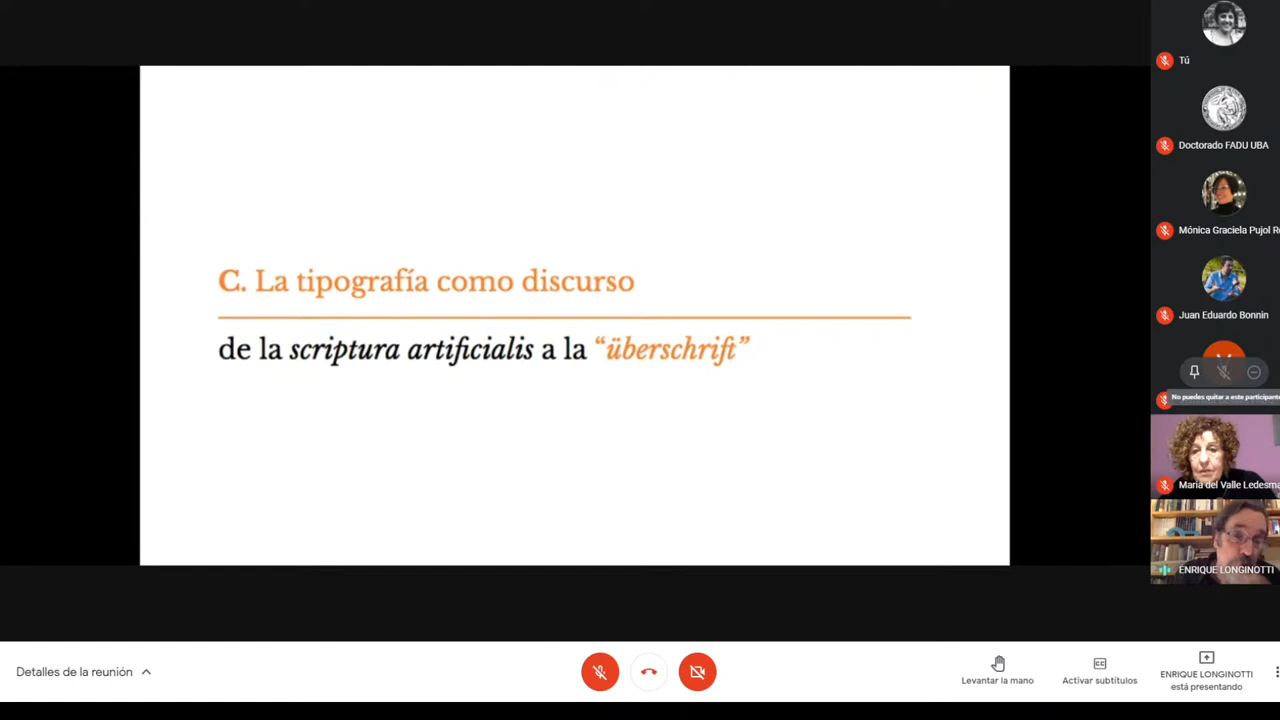 C. La tipografía como discurso
de la scriptura artificialis a la “überschrift”
Tú
Doctorado FADU UBA
Mónica Graciela Pujol R
Juan Eduardo Bonnin
No puedes quitar a este participante
María del Valle Ledesma
ENRIQUE LONGINOTTI
Detalles de la reunión
Levantar la mano
Activar subtítulos
ENRIQUE LONGINOTTI
está presentando